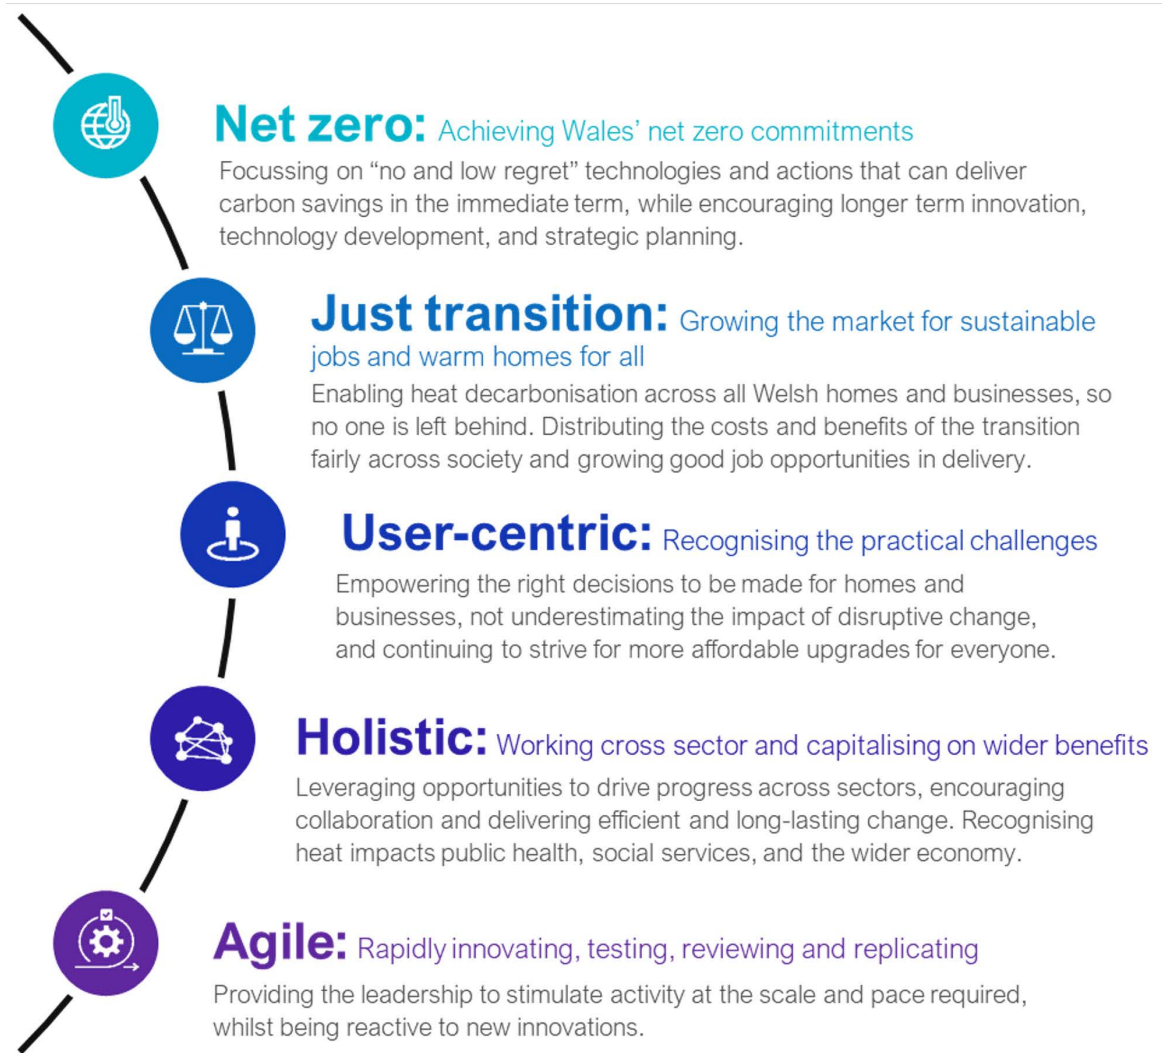 Net zero: Achieving Wales’ net zero commitments
Focussing on “no and low regret” technologies and actions that can deliver
carbon savings in the immediate term, while encouraging longer term innovation,
technology development, and strategic planning.
Just transition: Growing the market for sustainable
jobs and warm homes for all
Enabling heat decarbonisation across all Welsh homes and businesses, so
no one is left behind. Distributing the costs and benefits of the transition
fairly across society and growing good job opportunities in delivery.
User-centric: Recognising the practical challenges
Empowering the right decisions to be made for homes and
businesses, not underestimating the impact of disruptive change,
and continuing to strive for more affordable upgrades for everyone.
Holistic: Working cross sector and capitalising on wider benefits
Leveraging opportunities to drive progress across sectors, encouraging
collaboration and delivering efficient and long-lasting change. Recognising
heat impacts public health, social services, and the wider economy.
Agile: Rapidly innovating, testing, reviewing and replicating
Providing the leadership to stimulate activity at the scale and pace required,
whilst being reactive to new innovations.